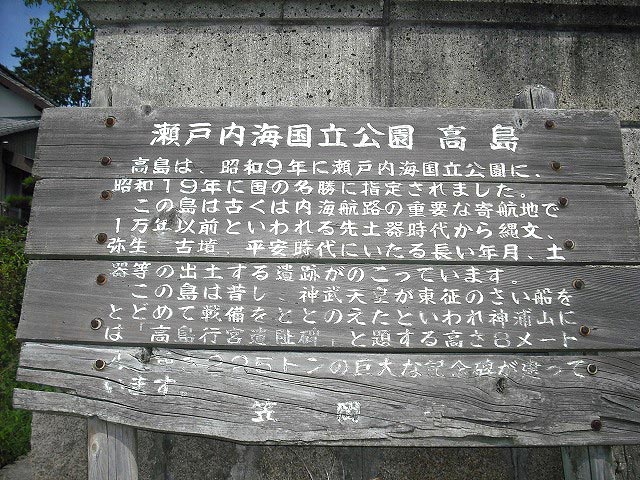 瀬戸内海国立公園 高島
高島は、昭和9年に瀬戸内海国立公園に、
昭和19年に国の名勝に指定されました。
この島は古くは内海航路の重要な寄航地で
1万年以前といわれる先土器時代から縄文、
弥生、古墳、平安時代にいたる長い年月、土
器等の出土する遺跡がのこっています。
この島は昔し、神武天皇が東征のさい船を
とどめて戦備をととのえたといわれ神浦山に
は「高島行宮遺趾碑」と題する高さ8メート
トンの巨大な記念碑が建って
います。
笠岡